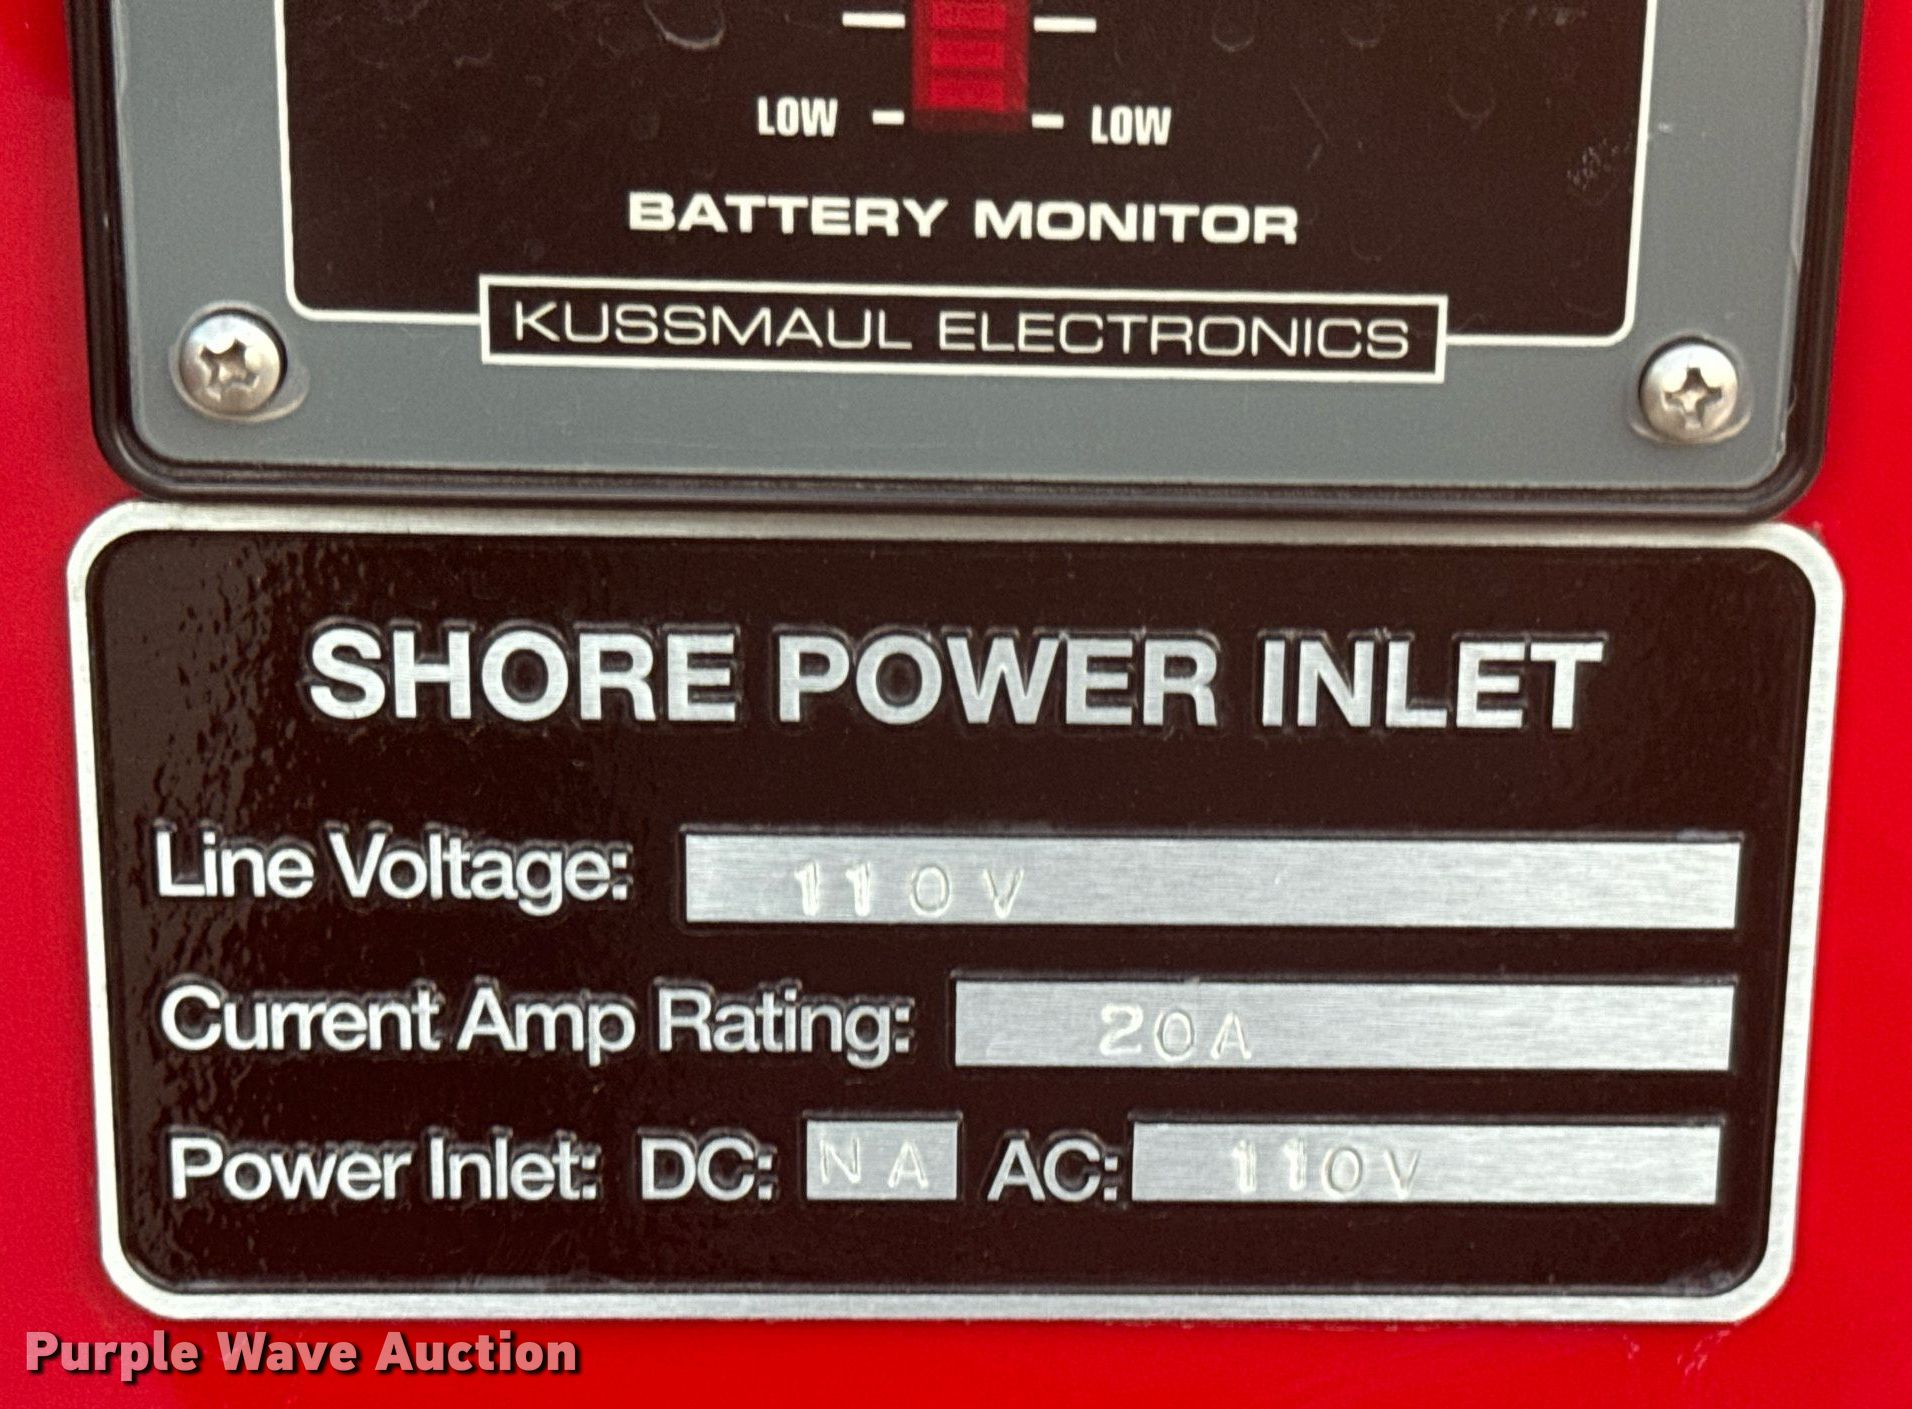 LOW LOW
BATTERY MONITOR
KUSSMAUL ELECTRONICS
SHORE POWER INLET
Line Voltage: 110V
Current Amp Rating: 20A
Power Inlet: DC: NA AC: 110V
Purple Wave Auction